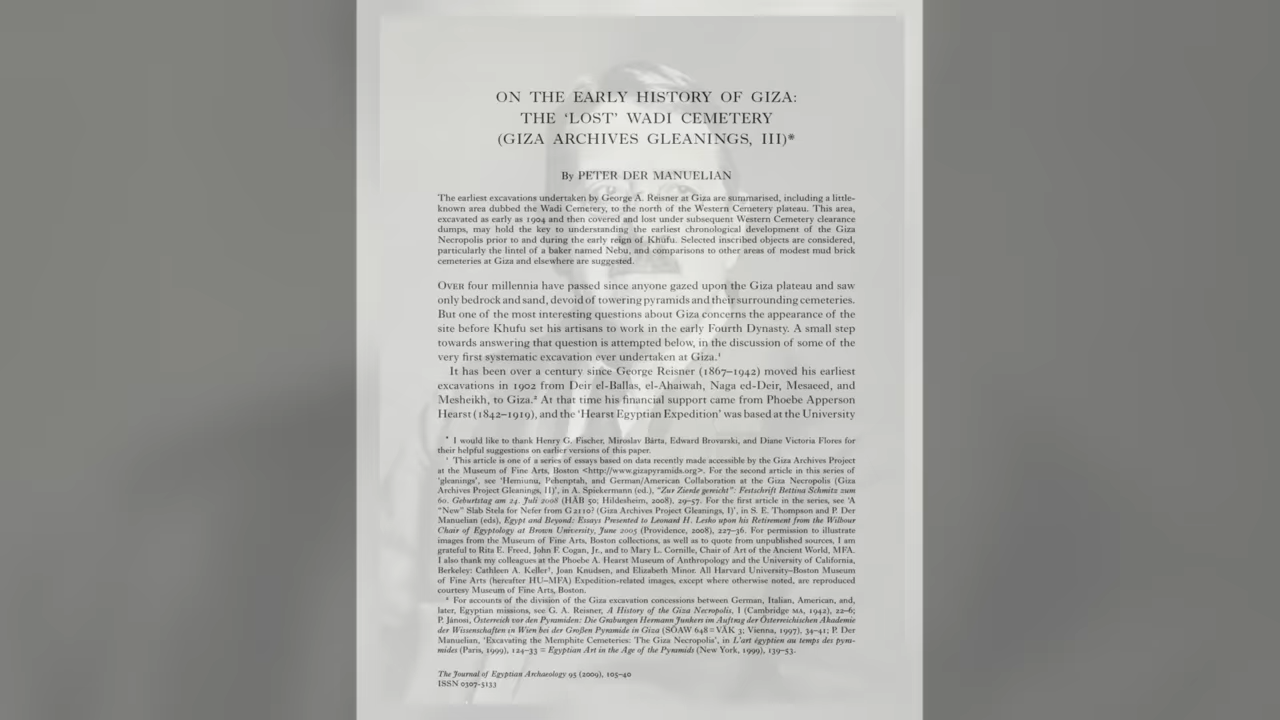 ON THE EARLY HISTORY OF GIZA:
THE ‘LOST’ WADI CEMETERY
(GIZA ARCHIVES GLEANINGS, III)*
By PETER DER MANUELIAN
The earliest excavations undertaken by George A. Reisner at Giza are summarised, including a little-
known area dubbed the Wadi Cemetery, to the north of the Western Cemetery plateau. This area,
excavated as early as 1904 and then covered and lost under subsequent Western Cemetery clearance
dumps, may hold the key to understanding the earliest chronological development of the Giza
Necropolis prior to and during the early reign of Khufu. Selected inscribed objects are considered,
particularly the lintel of a baker named Nebu, and comparisons to other areas of modest mud brick
cemeteries at Giza and elsewhere are suggested.
OVER four millennia have passed since anyone gazed upon the Giza plateau and saw
only bedrock and sand, devoid of towering pyramids and their surrounding cemeteries.
But one of the most interesting questions about Giza concerns the appearance of the
site before Khufu set his artisans to work in the early Fourth Dynasty. A small step
towards answering that question is attempted below, in the discussion of some of the
very first systematic excavation ever undertaken at Giza.¹
It has been over a century since George Reisner (1867–1942) moved his earliest
excavations in 1902 from Deir el-Ballas, el-Ahaiwah, Naga ed-Deir, Mesaeed, and
Mesheikh, to Giza.² At that time his financial support came from Phoebe Apperson
Hearst (1842–1919), and the ‘Hearst Egyptian Expedition’ was based at the University
* I would like to thank Henry G. Fischer, Miroslav Bárta, Edward Brovarski, and Diane Victoria Flores for
their helpful suggestions on earlier versions of this paper.
¹ This article is one of a series of essays based on data recently made accessible by the Giza Archives Project
at the Museum of Fine Arts, Boston <http://www.gizapyramids.org>. For the second article in this series of
‘gleanings’, see ‘Hemiunu, Pehenptah, and German/American Collaboration at the Giza Necropolis (Giza
Archives Project Gleanings, II)’, in A. Spiekermann (ed.), “Zur Zierde gereicht”: Festschrift Bettina Schmitz zum
60. Geburtstag am 24. Juli 2008 (HÄB 50; Hildesheim, 2008), 29–57. For the first article in the series, see ‘A
“New” Slab Stela for Nefer from G 2110? (Giza Archives Project Gleanings, I)’, in S. E. Thompson and P. Der
Manuelian (eds), Egypt and Beyond: Essays Presented to Leonard H. Lesko upon his Retirement from the Wilbour
Chair of Egyptology at Brown University, June 2005 (Providence, 2008), 227–36. For permission to illustrate
images from the Museum of Fine Arts, Boston collections, as well as to quote from unpublished sources, I am
grateful to Rita E. Freed, John F. Cogan, Jr., and to Mary L. Cornille, Chair of Art of the Ancient World, MFA.
I also thank my colleagues at the Phoebe A. Hearst Museum of Anthropology and the University of California,
Berkeley: Cathleen A. Keller†, Joan Knudsen, and Elizabeth Minor. All Harvard University–Boston Museum
of Fine Arts (hereafter HU–MFA) Expedition-related images, except where otherwise noted, are reproduced
courtesy Museum of Fine Arts, Boston.
² For accounts of the division of the Giza excavation concessions between German, Italian, American, and,
later, Egyptian missions, see G. A. Reisner, A History of the Giza Necropolis, I (Cambridge MA, 1942), 22–6;
P. Jánosi, Österreich vor den Pyramiden: Die Grabungen Hermann Junkers im Auftrag der Österreichischen Akademie
der Wissenschaften in Wien bei der Großen Pyramide in Giza (SÖAW 648 = VÄK 3; Vienna, 1997), 34–41; P. Der
Manuelian, ‘Excavating the Memphite Cemeteries: The Giza Necropolis’, in L’art égyptien au temps des pyra-
mides (Paris, 1999), 124–33 = Egyptian Art in the Age of the Pyramids (New York, 1999), 139–53.
The Journal of Egyptian Archaeology 95 (2009), 105–40
ISSN 0307-5133